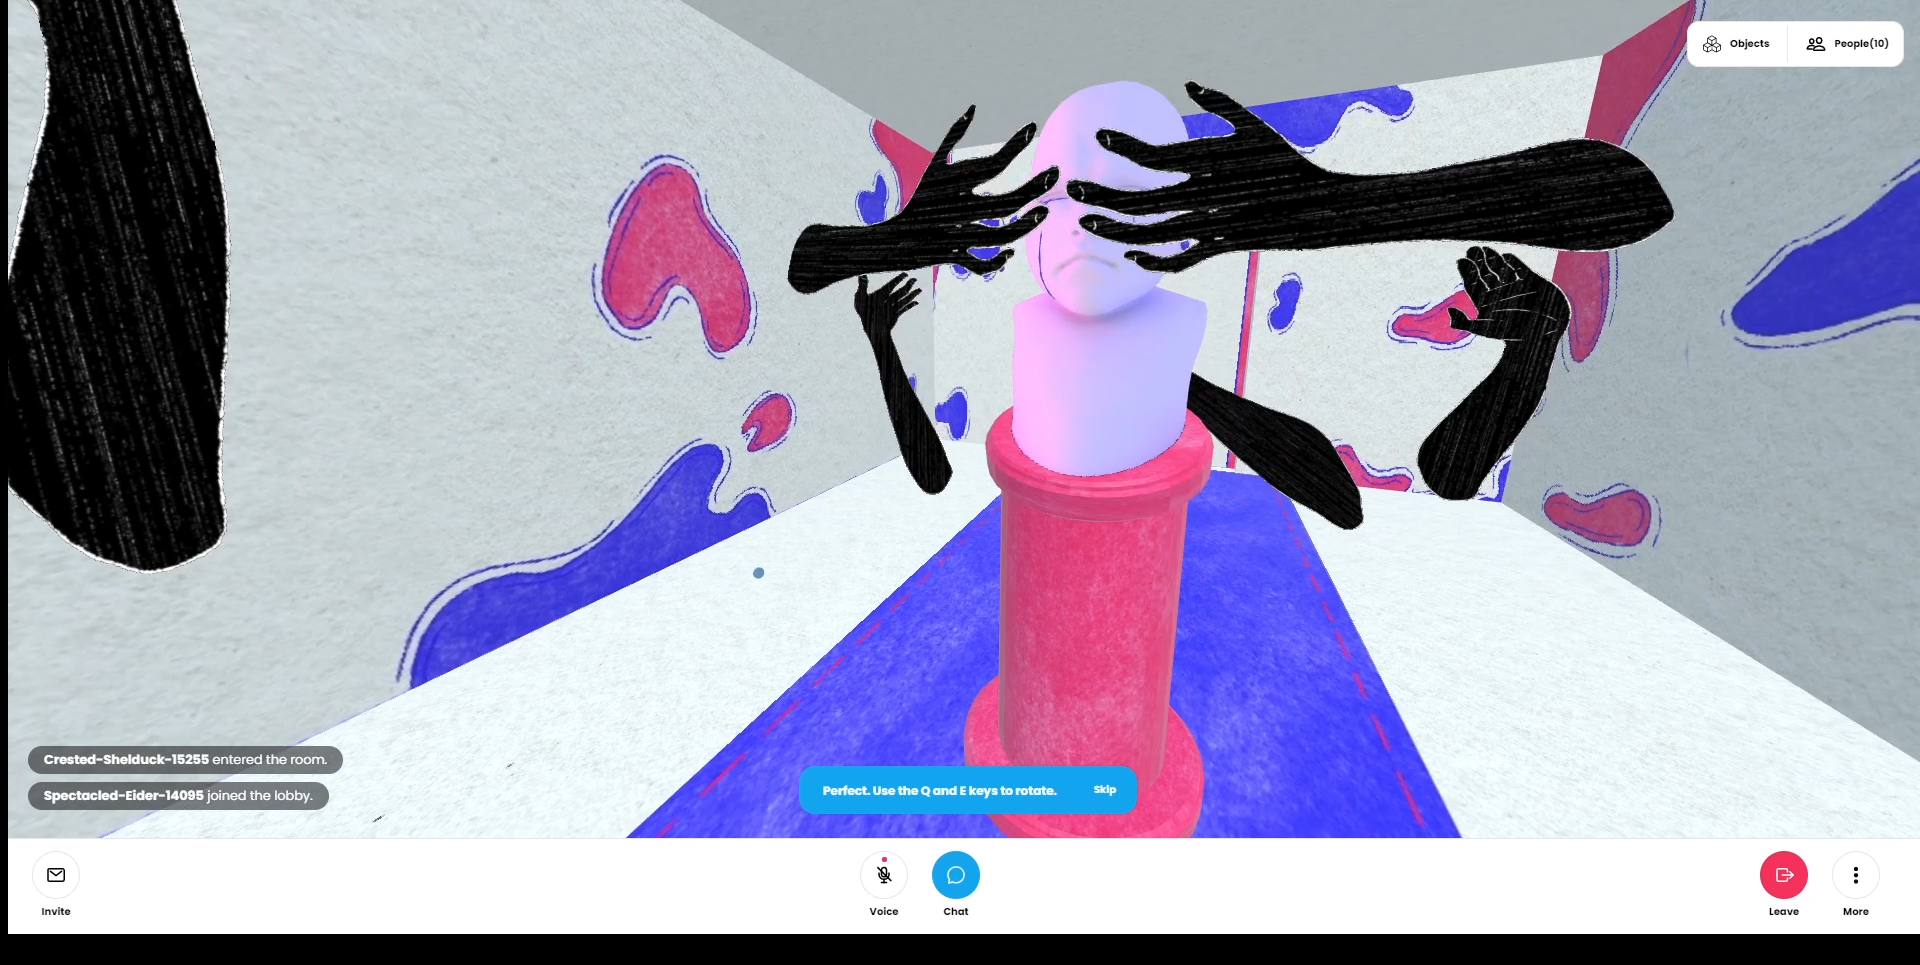 Objects
People(10)
Crested-Shelduck-15255 entered the room.
Spectacled-Eider-14095 joined the lobby.
Perfect. Use the Q and E keys to rotate.
Skip
Invite
Voice
Chat
Leave
More